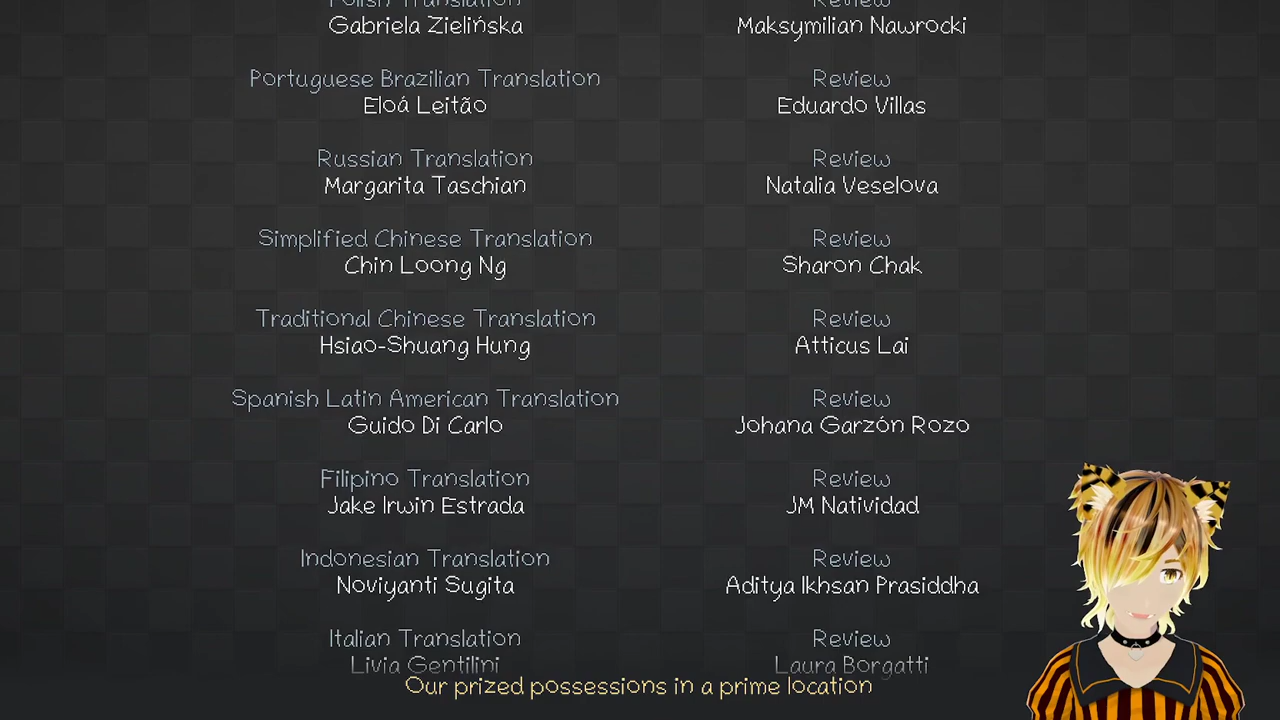 Polish Translation
Review
Gabriela Zielińska
Maksymilian Nawrocki
Portuguese Brazilian Translation
Review
Eloá Leitão
Eduardo Villas
Russian Translation
Review
Margarita Taschian
Natalia Veselova
Simplified Chinese Translation
Review
Chin Loong Ng
Sharon Chak
Traditional Chinese Translation
Review
Hsiao-Shuang Hung
Atticus Lai
Spanish Latin American Translation
Review
Guido Di Carlo
Johana Garzón Rozo
Filipino Translation
Review
Jake Irwin Estrada
JM Natividad
Indonesian Translation
Review
Noviyanti Sugita
Aditya Ikhsan Prasiddha
Italian Translation
Review
Livia Gentilini
Laura Borgatti
Our prized possessions in a prime location